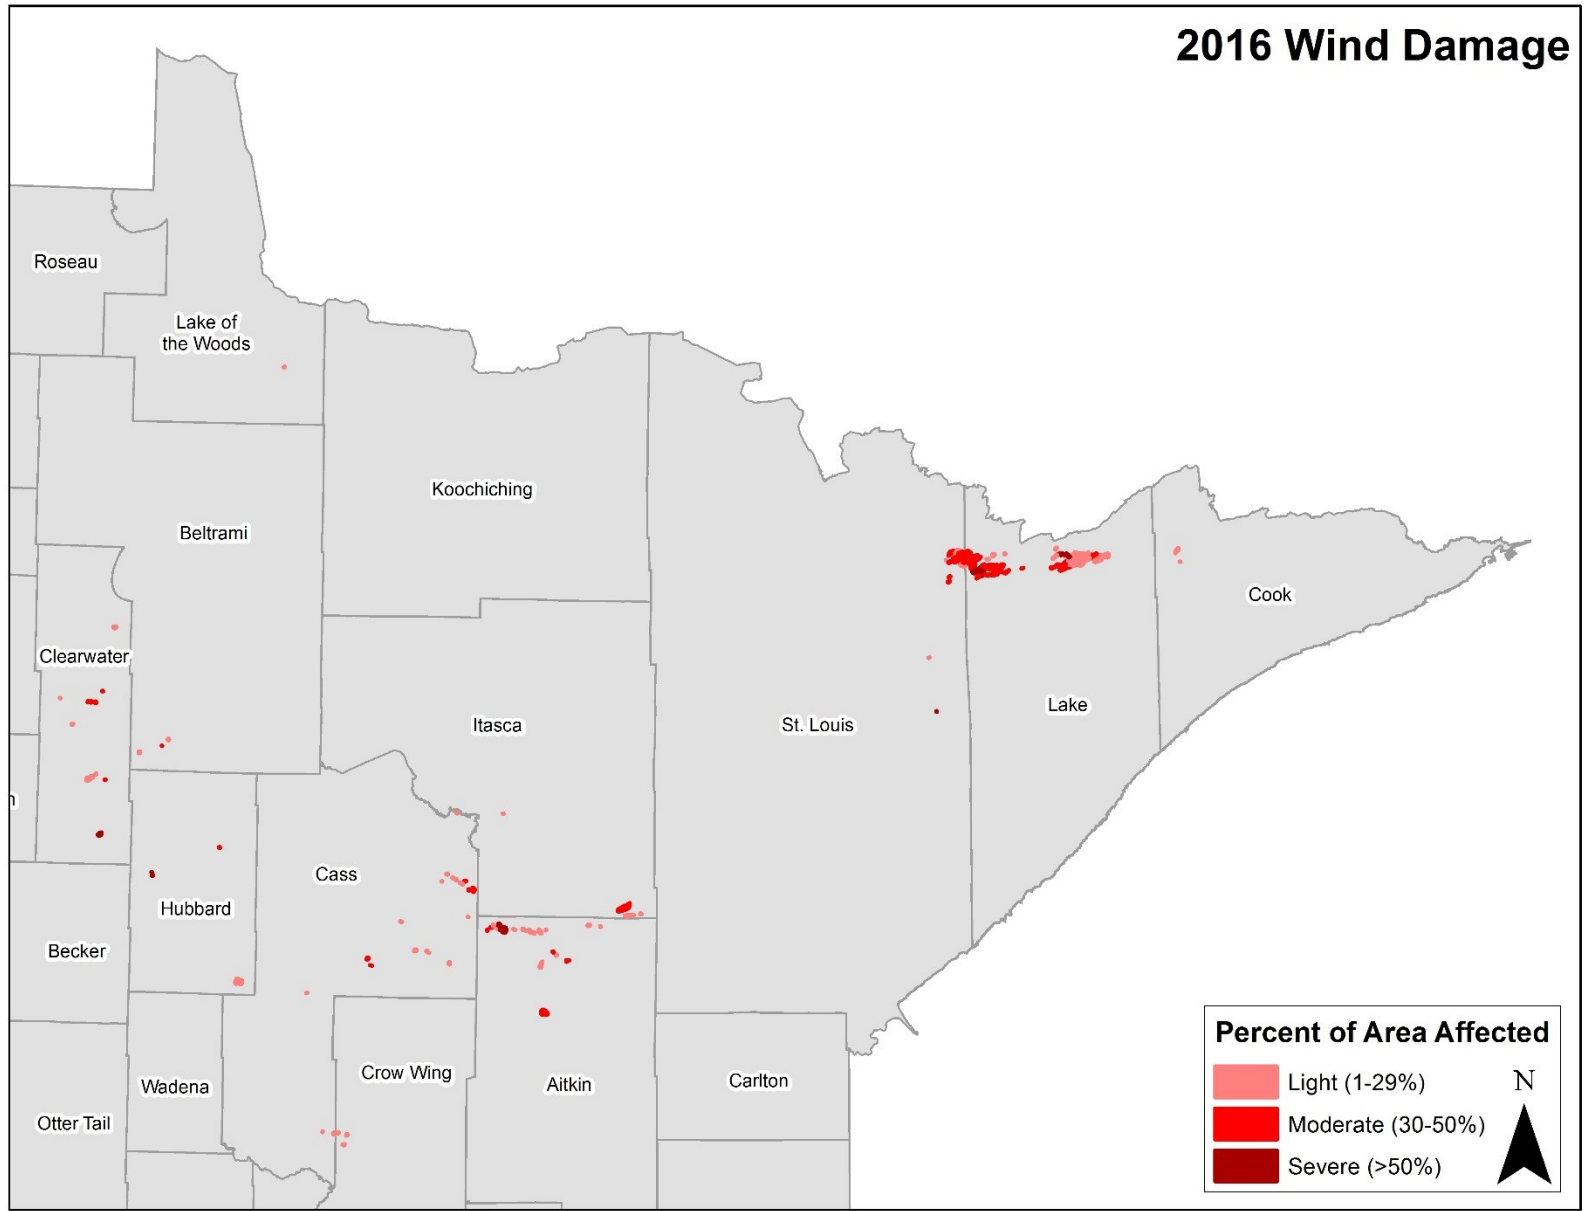 2016 Wind Damage
Roseau
Lake of
the Woods
Koochiching
Beltrami
Cook
Clearwater
Lake
Itasca
St. Louis
n
Cass
Hubbard
Becker
Crow Wing
Carlton
Aitkin
Wadena
Otter Tail
Percent of Area Affected
Light (1-29%)
N
Moderate (30-50%)
Severe (>50%)